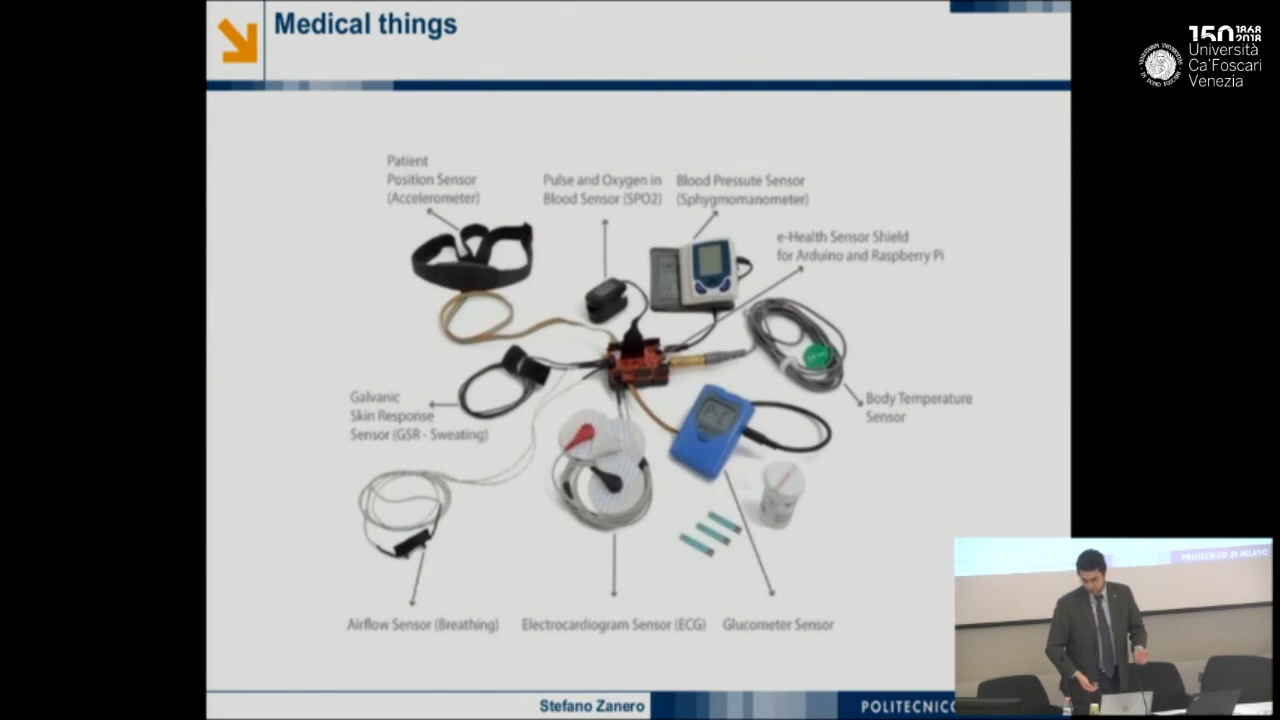 Medical things
150 1868 2018
Università
Ca'Foscari
Venezia
Patient
Position Sensor
(Accelerometer)
Pulse and Oxygen in
Blood Sensor (SPO2)
Blood Pressute Sensor
(Sphygmomanometer)
e-Health Sensor Shield
for Arduino and Raspberry Pi
Galvanic
Skin Response
Sensor (GSR - Sweating)
Body Temperature
Sensor
Airflow Sensor (Breathing)
Electrocardiogram Sensor (ECG)
Glucometer Sensor
Stefano Zanero
POLITECNICO
POLITECNICO DI MILANO